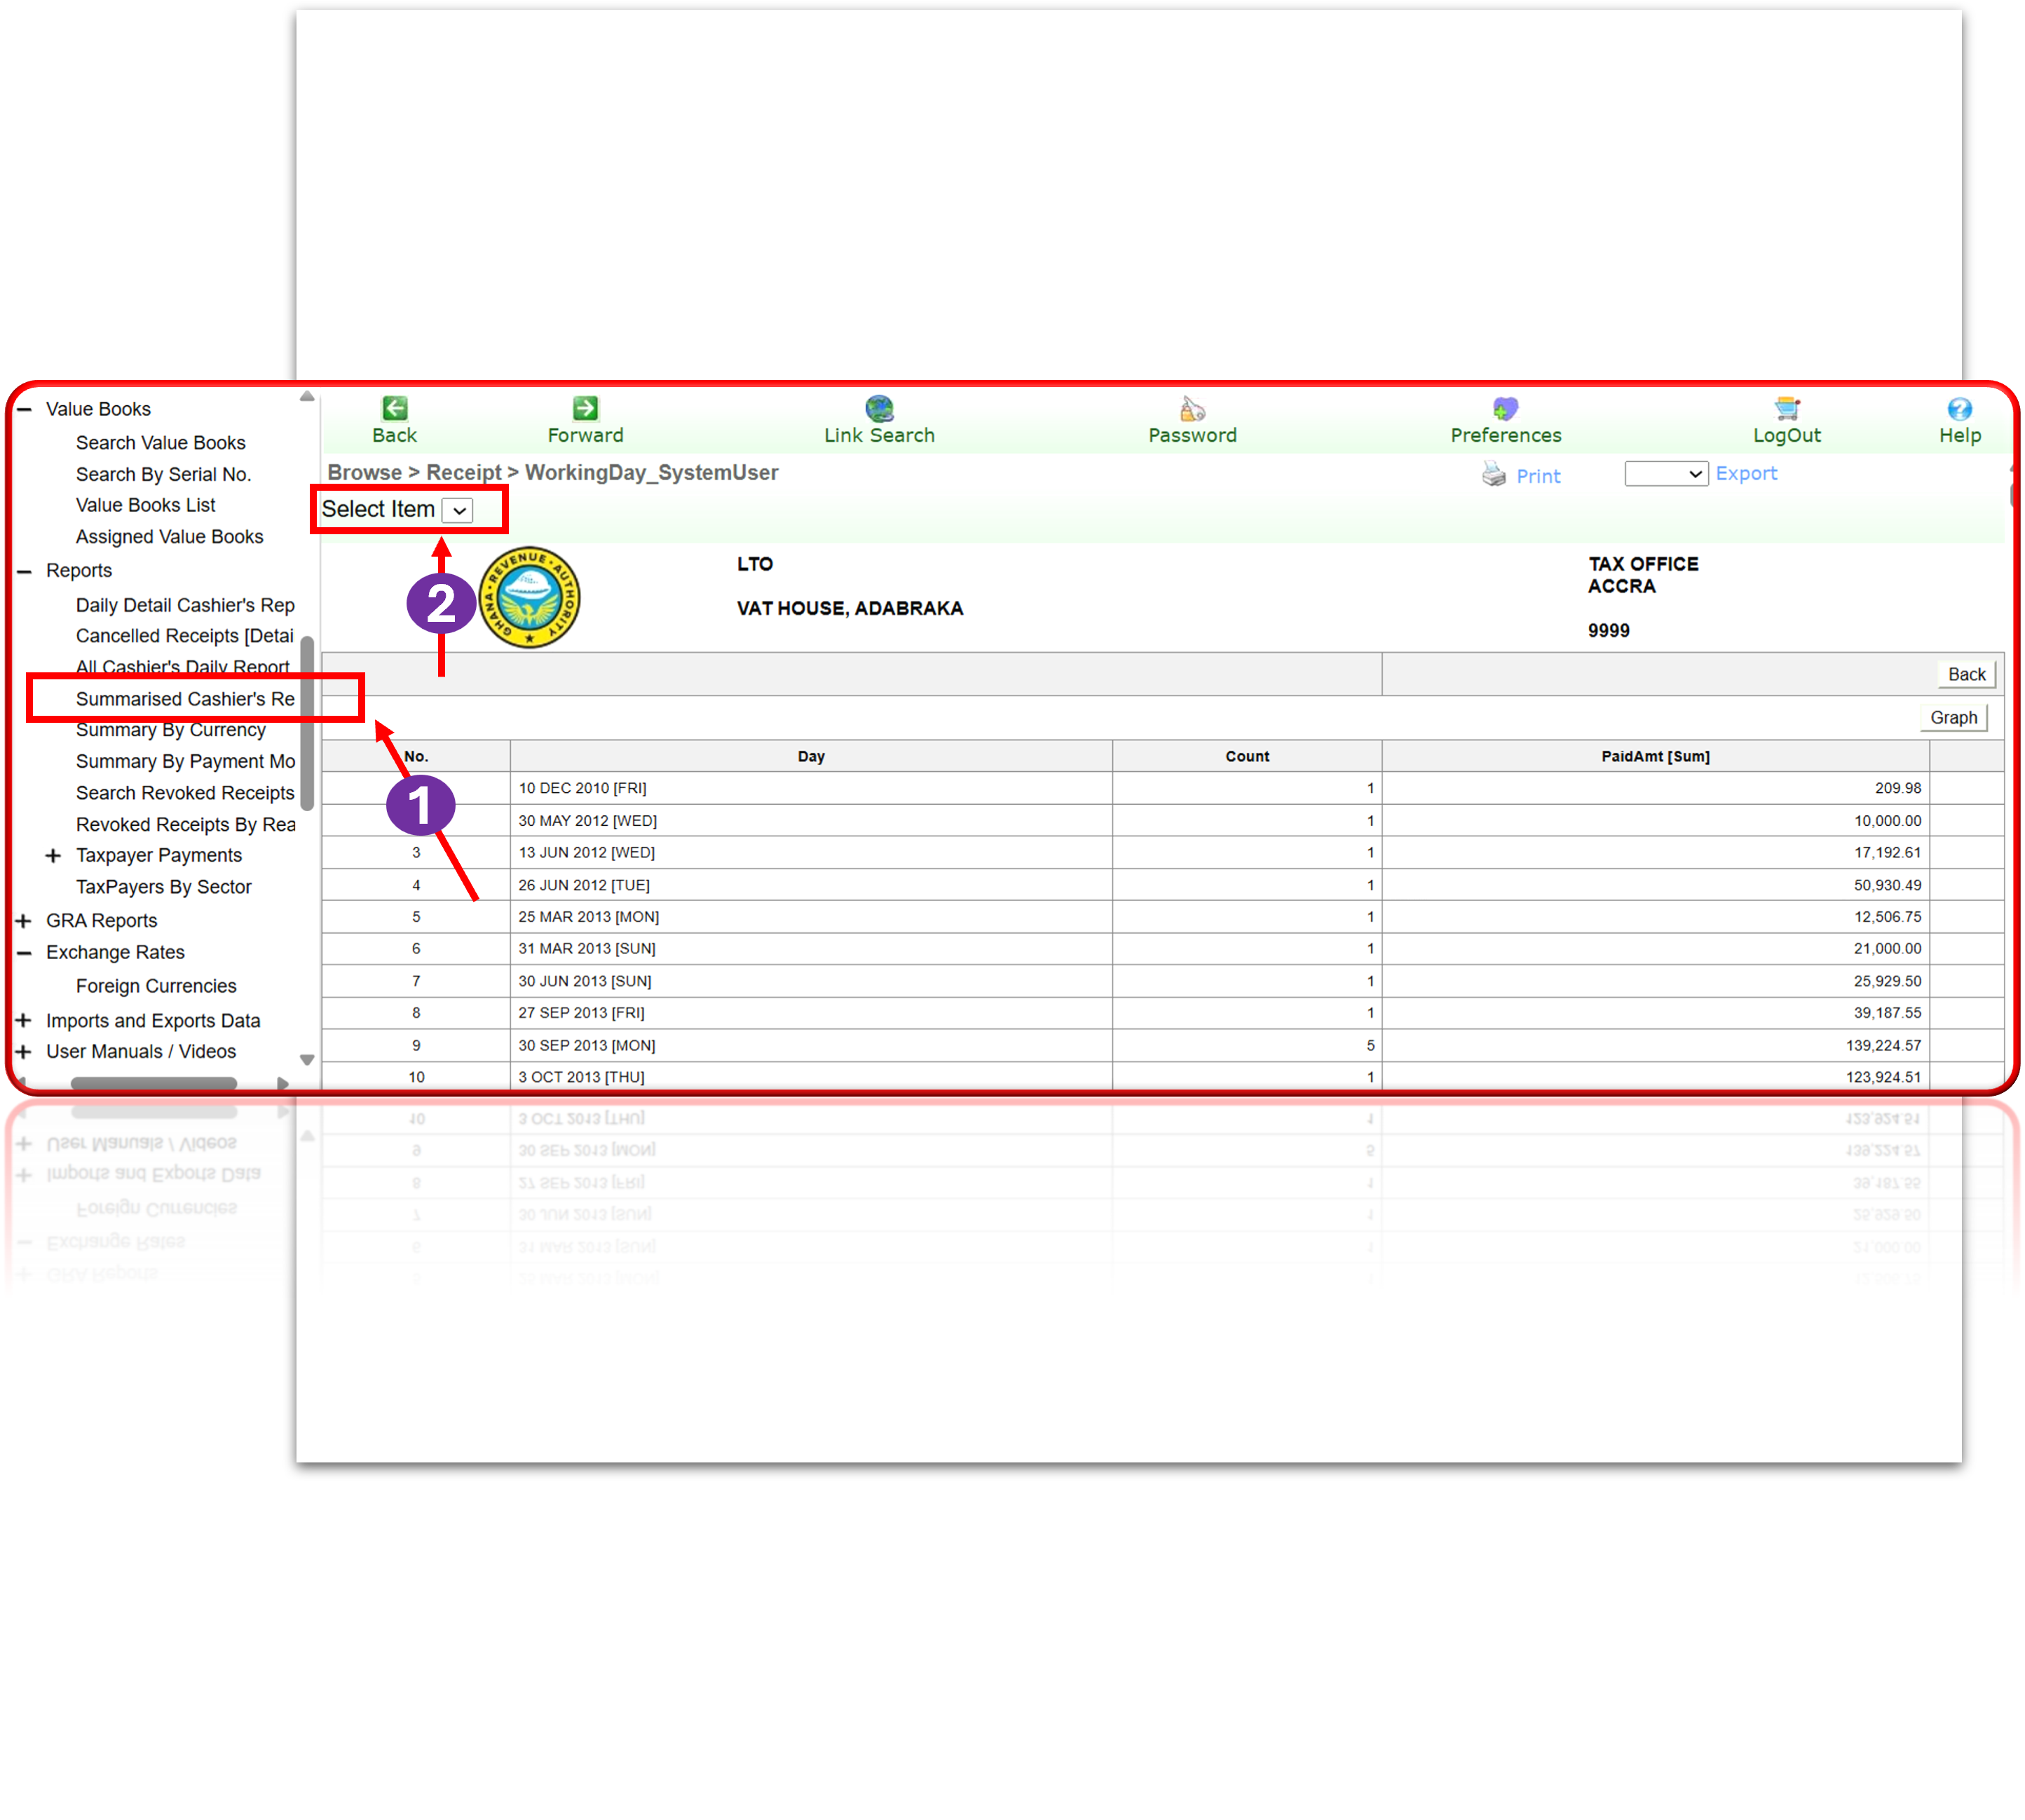 Value Books
Search Value Books
Search By Serial No.
Value Books List
Assigned Value Books
Reports
Daily Detail Cashier's Rep
Cancelled Receipts [Detai
All Cashier's Daily Report
Summarised Cashier's Re
Summary By Currency
Summary By Payment Mo
Search Revoked Receipts
Revoked Receipts By Rea
Taxpayer Payments
TaxPayers By Sector
GRA Reports
Exchange Rates
Foreign Currencies
Imports and Exports Data
User Manuals / Videos
Back Forward Link Search Password Preferences LogOut Help
Browse > Receipt > WorkingDay_SystemUser Print Export
Select Item
2
1
GHANA REVENUE AUTHORITY
LTO
VAT HOUSE, ADABRAKA
TAX OFFICE
ACCRA
9999
Back
Graph
No. Day Count PaidAmt [Sum]
10 DEC 2010 [FRI] 1 209.98
30 MAY 2012 [WED] 1 10,000.00
3 13 JUN 2012 [WED] 1 17,192.61
4 26 JUN 2012 [TUE] 1 50,930.49
5 25 MAR 2013 [MON] 1 12,506.75
6 31 MAR 2013 [SUN] 1 21,000.00
7 30 JUN 2013 [SUN] 1 25,929.50
8 27 SEP 2013 [FRI] 1 39,187.55
9 30 SEP 2013 [MON] 5 139,224.57
10 3 OCT 2013 [THU] 1 123,924.51